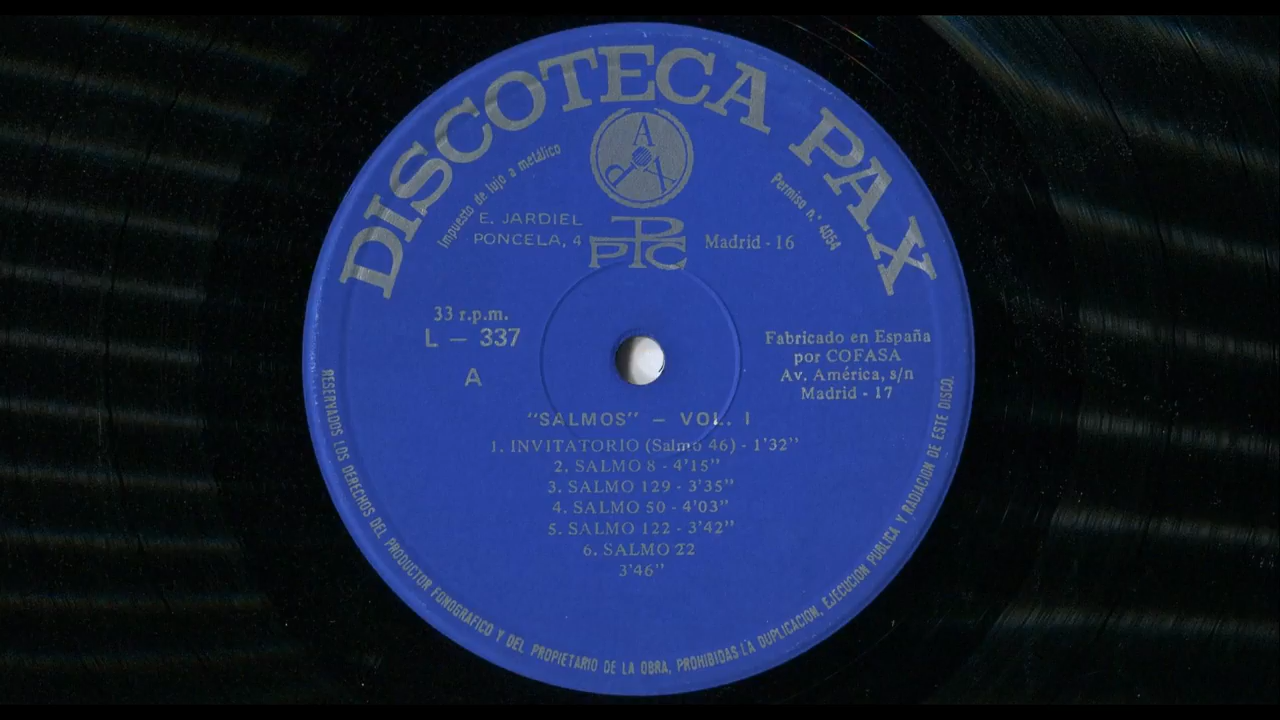 DISCOTECA PAX
Impuesto de lujo a metálico
Permiso n.° 4054
A
E. JARDIEL
PONCELA, 4
PPC
Madrid - 16
33 r.p.m.
L — 337
A
Fabricado en España
por COFASA
Av. América, s/n
Madrid - 17
"SALMOS" — VOL. I
1. INVITATORIO (Salmo 46) - 1'32"
2. SALMO 8 - 4'15"
3. SALMO 129 - 3'35"
4. SALMO 50 - 4'03"
5. SALMO 122 - 3'42"
6. SALMO 22
3'46"
RESERVADOS LOS DERECHOS DEL PRODUCTOR FONOGRAFICO Y DEL PROPIETARIO DE LA OBRA, PROHIBIDAS LA DUPLICACION, EJECUCION PUBLICA Y RADIACION DE ESTE DISCO.